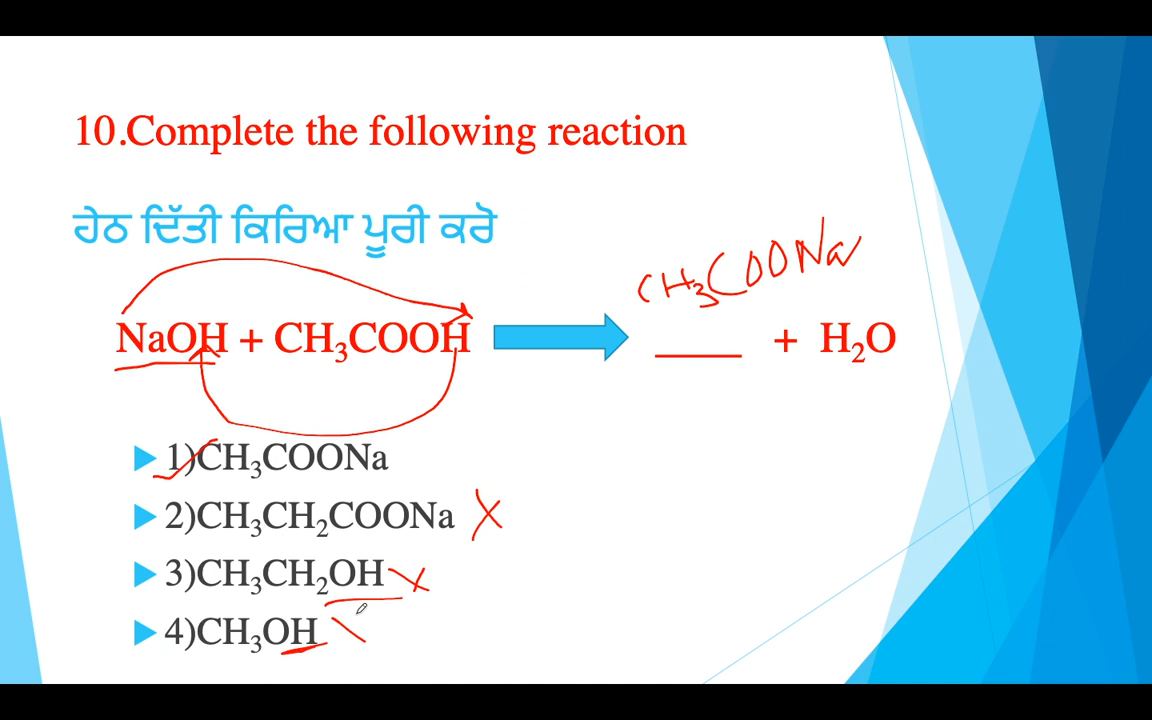 10.Complete the following reaction
ਹੇਠ ਦਿੱਤੀ ਕਿਰਿਆ ਪੂਰੀ ਕਰੋ
CH₃COONa
NaOH + CH₃COOH ____ + H₂O
1)CH₃COONa
2)CH₃CH₂COONa
3)CH₃CH₂OH
4)CH₃OH